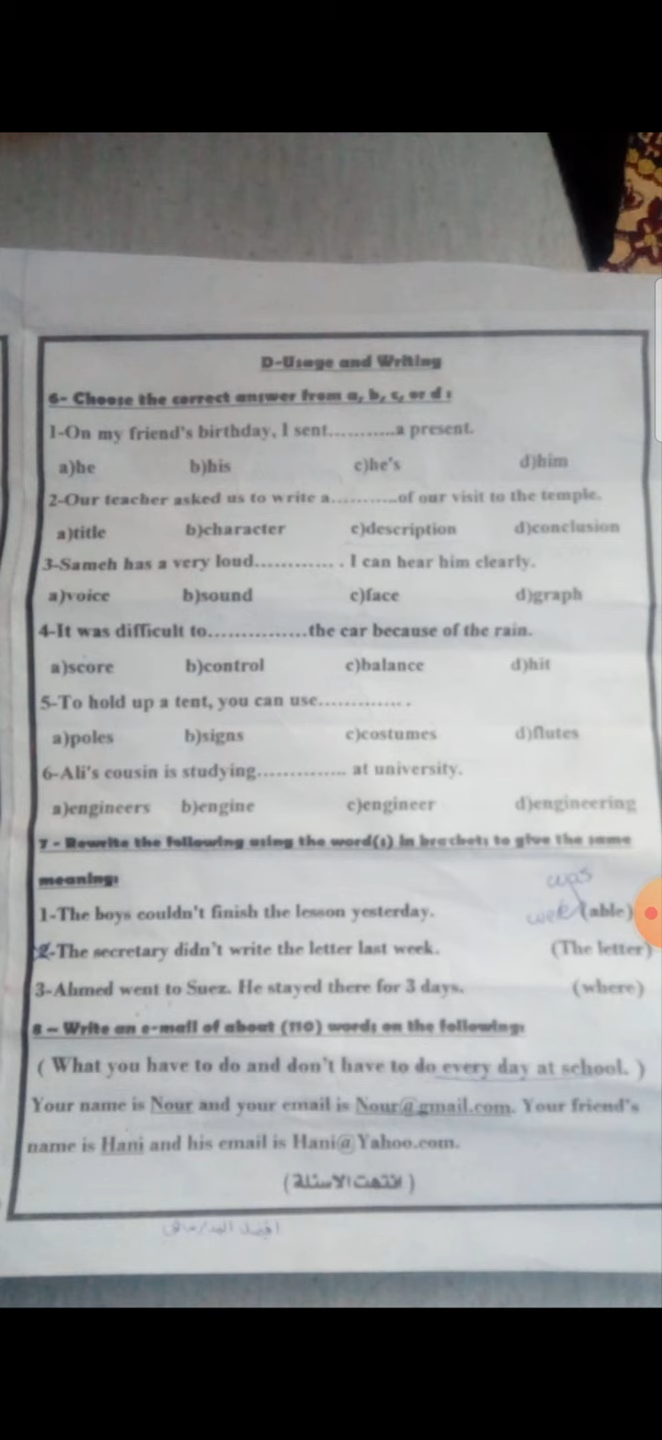 D-Usage and Writing
6- Choose the correct answer from a, b, c, or d :
1-On my friend's birthday, I sent...........a present.
a)he b)his c)he's d)him
2-Our teacher asked us to write a...........of our visit to the temple.
a)title b)character c)description d)conclusion
3-Sameh has a very loud............. . I can hear him clearly.
a)voice b)sound c)face d)graph
4-It was difficult to................the car because of the rain.
a)score b)control c)balance d)hit
5-To hold up a tent, you can use............. .
a)poles b)signs c)costumes d)flutes
6-Ali's cousin is studying.............. at university.
a)engineers b)engine c)engineer d)engineering
7 - Rewrite the following using the word(s) in brackets to give the same
meaning:
was
1-The boys couldn't finish the lesson yesterday. week (able)
2-The secretary didn't write the letter last week. (The letter)
3-Ahmed went to Suez. He stayed there for 3 days. (where)
8 – Write an e-mail of about (110) words on the following:
( What you have to do and don't have to do every day at school. )
Your name is Nour and your email is Nour@gmail.com. Your friend's
name is Hani and his email is Hani@Yahoo.com.
(انتهت الاسئلة)